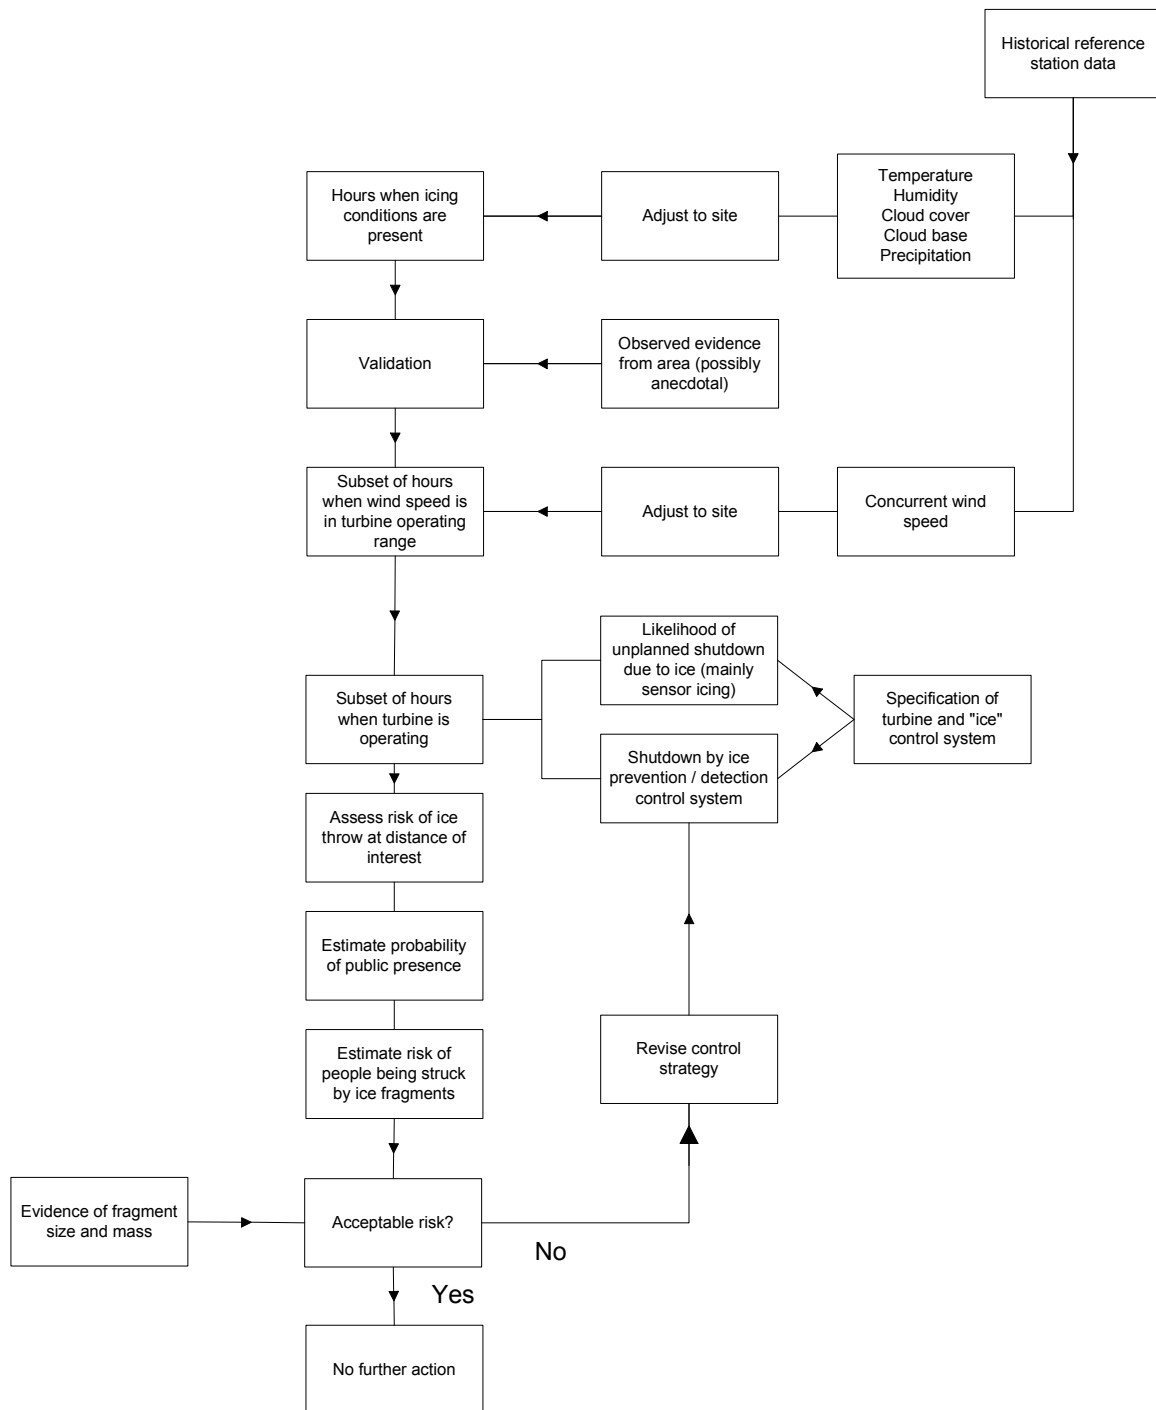 Historical reference
station data
Hours when icing
conditions are
present
Adjust to site
Temperature
Humidity
Cloud cover
Cloud base
Precipitation
Validation
Observed evidence
from area (possibly
anecdotal)
Subset of hours
when wind speed is
in turbine operating
range
Adjust to site
Concurrent wind
speed
Likelihood of
unplanned shutdown
due to ice (mainly
sensor icing)
Subset of hours
when turbine is
operating
Specification of
turbine and "ice"
control system
Shutdown by ice
prevention / detection
control system
Assess risk of ice
throw at distance of
interest
Estimate probability
of public presence
Estimate risk of
people being struck
by ice fragments
Revise control
strategy
Evidence of fragment
size and mass
Acceptable risk?
No
Yes
No further action